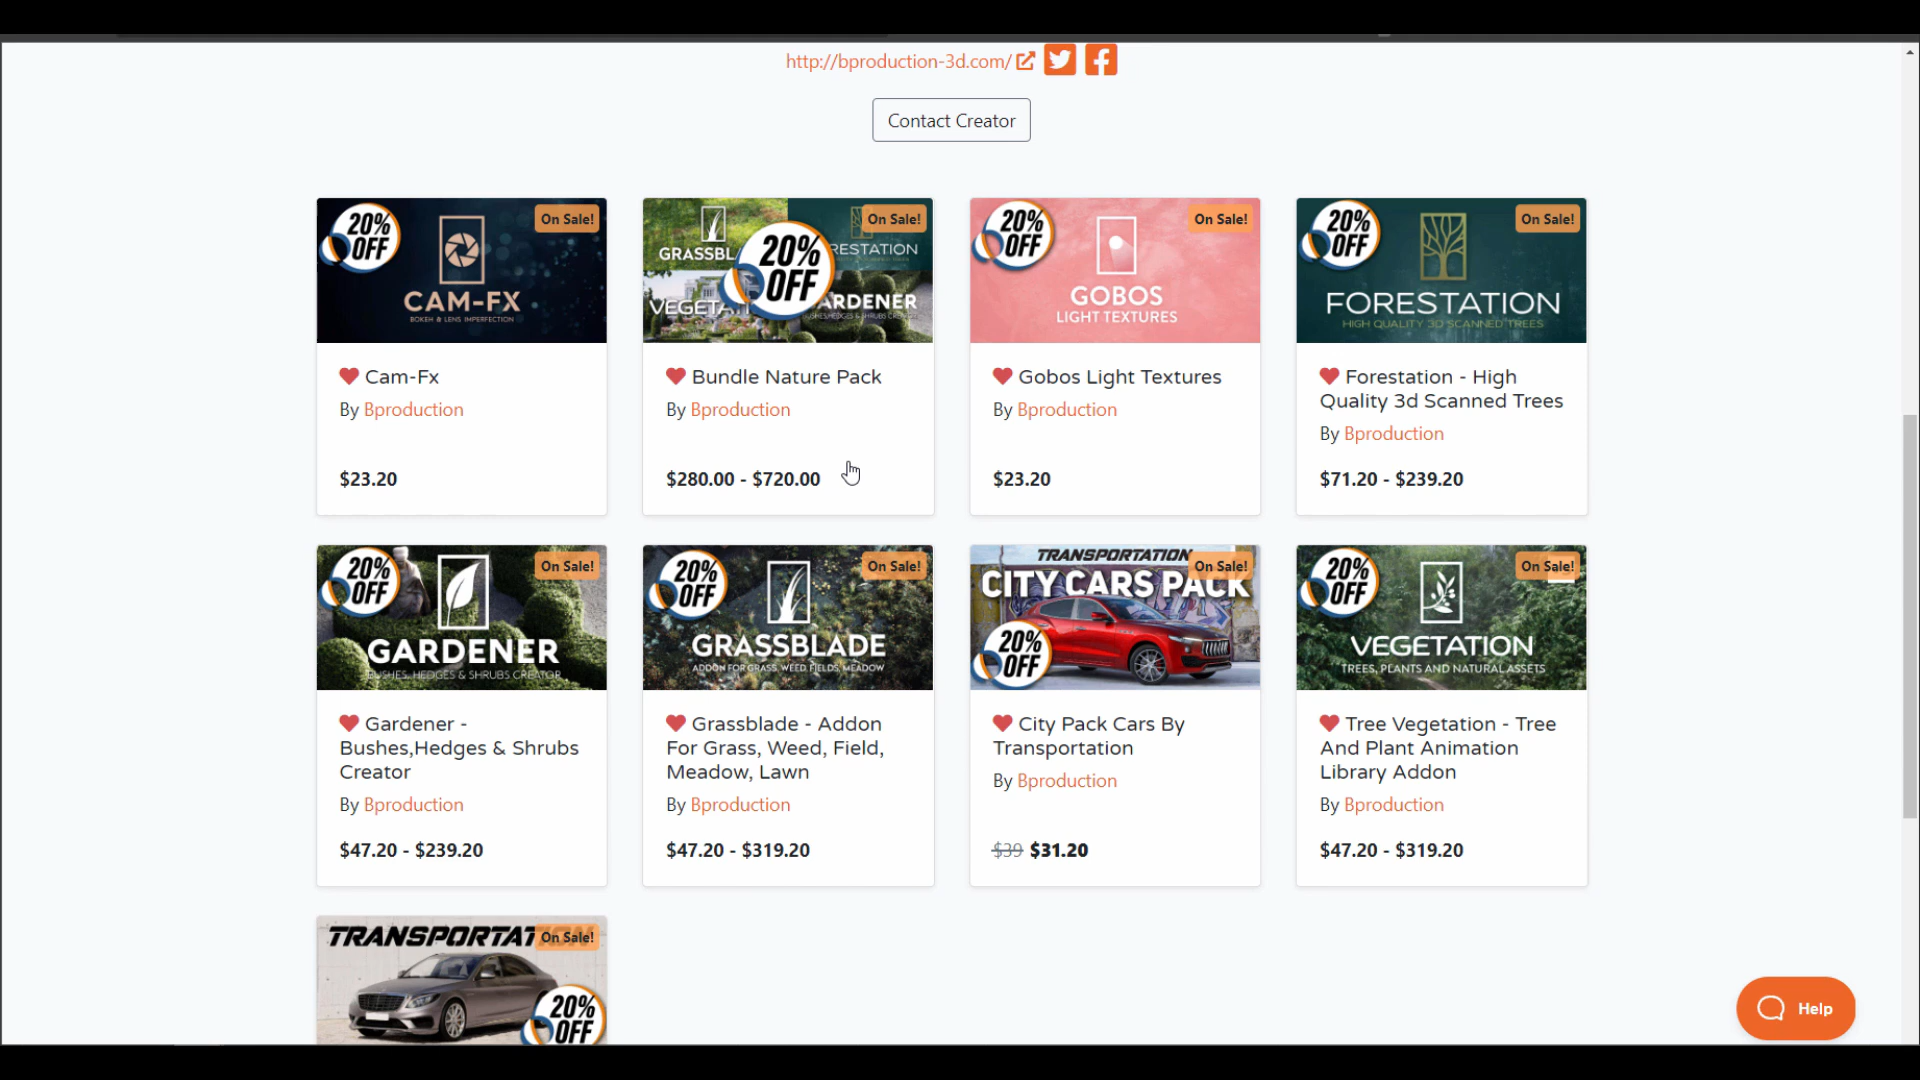 http://bproduction-3d.com/
Contact Creator
20%
OFF
On Sale!
CAM-FX
BOKEH & LENS IMPERFECTION
Cam-Fx
By Bproduction
$23.20
GRASSBL
RESTATION
On Sale!
20%
OFF
VEGETAT
ARDENER
Bundle Nature Pack
By Bproduction
$280.00 - $720.00
20%
OFF
On Sale!
GOBOS
LIGHT TEXTURES
Gobos Light Textures
By Bproduction
$23.20
20%
OFF
On Sale!
FORESTATION
HIGH QUALITY 3D SCANNED TREES
Forestation - High
Quality 3d Scanned Trees
By Bproduction
$71.20 - $239.20
20%
OFF
On Sale!
GARDENER
BUSHES, HEDGES & SHRUBS CREATOR
Gardener -
Bushes,Hedges & Shrubs
Creator
By Bproduction
$47.20 - $239.20
20%
OFF
On Sale!
GRASSBLADE
ADDON FOR GRASS, WEED, FIELDS, MEADOW
Grassblade - Addon
For Grass, Weed, Field,
Meadow, Lawn
By Bproduction
$47.20 - $319.20
TRANSPORTATION
On Sale!
CITY CARS PACK
20%
OFF
City Pack Cars By
Transportation
By Bproduction
$39 $31.20
20%
OFF
On Sale!
VEGETATION
TREES, PLANTS AND NATURAL ASSETS
Tree Vegetation - Tree
And Plant Animation
Library Addon
By Bproduction
$47.20 - $319.20
TRANSPORTAT
On Sale!
20%
OFF
Help